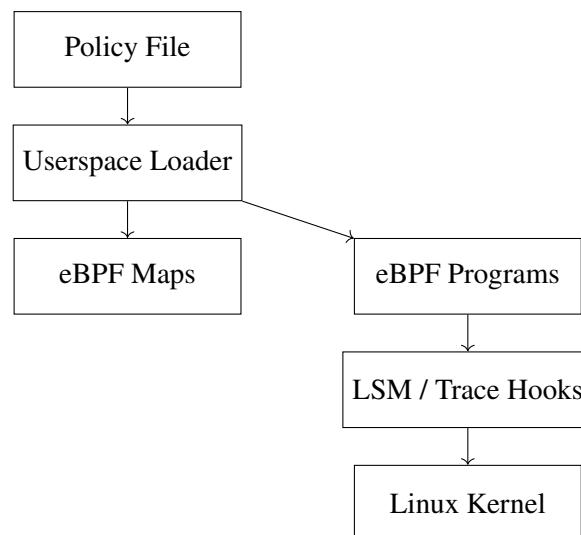 Policy File
Userspace Loader
eBPF Maps
eBPF Programs
LSM / Trace Hooks
Linux Kernel